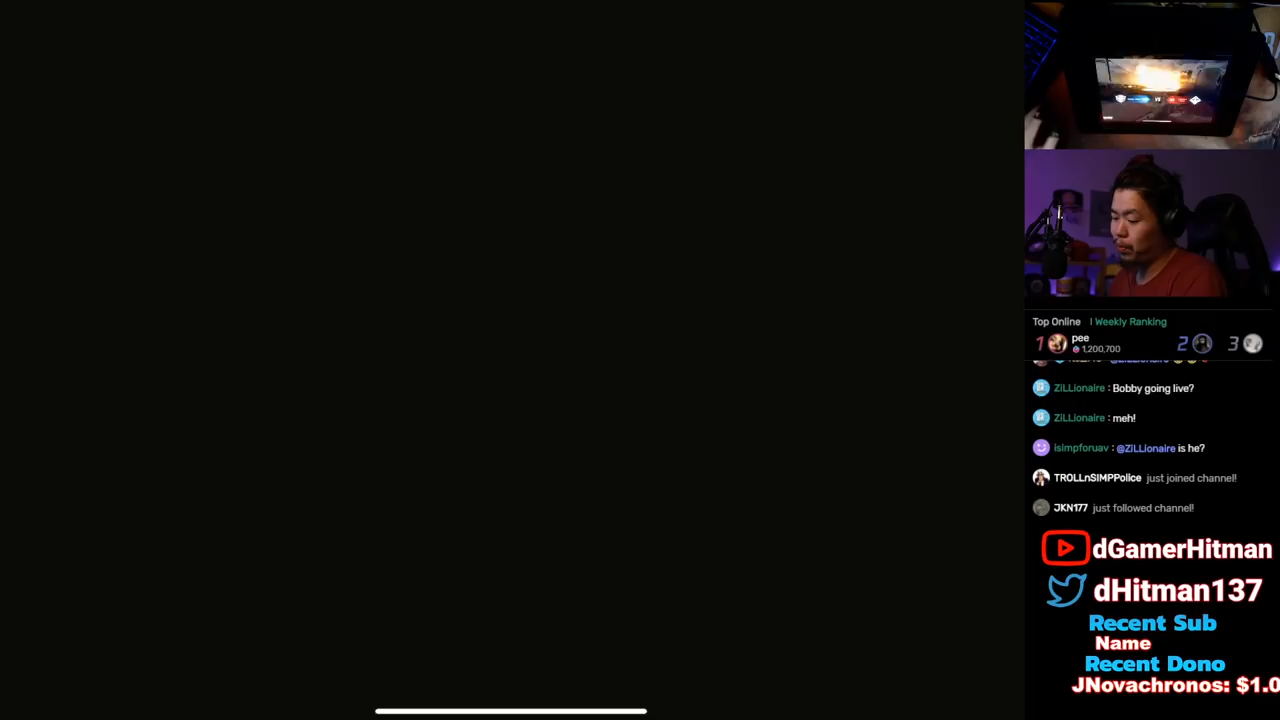 VS
Top Online | Weekly Ranking
1 pee 2 3
1,200,700
@ZiLLionaire
ZiLLionaire : Bobby going live?
ZiLLionaire : meh!
isimpforuav : @ZiLLionaire is he?
TROLLnSIMPPolice just joined channel!
JKN177 just followed channel!
dGamerHitman
dHitman137
Recent Sub
Name
Recent Dono
JNovachronos: $1.0